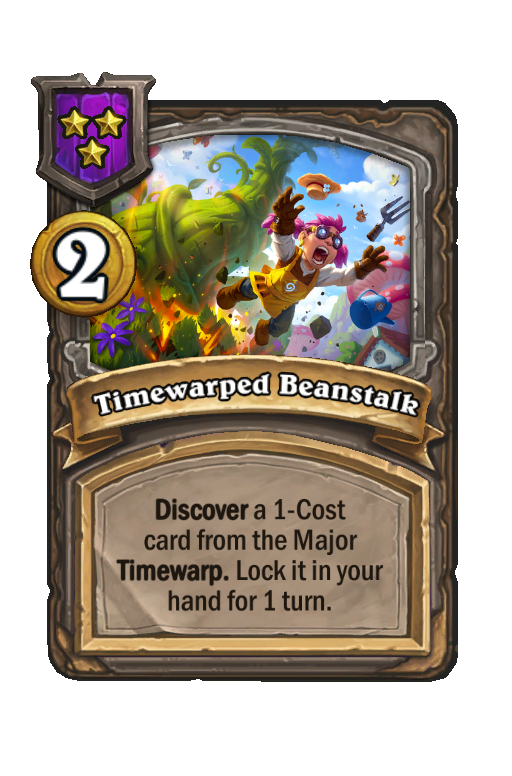 2
Timewarped Beanstalk
Discover a 1-Cost
card from the Major
Timewarp. Lock it in your
hand for 1 turn.